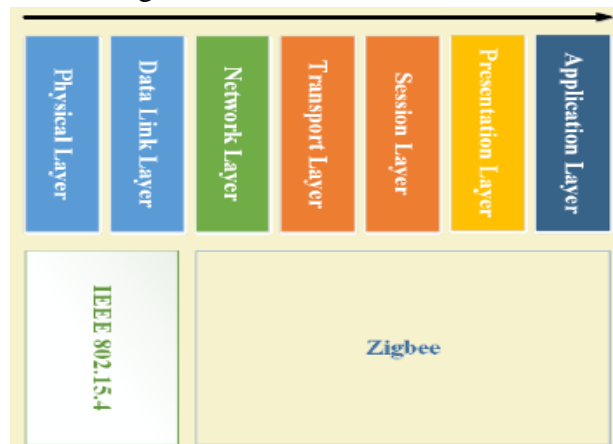 Physical Layer
Data Link Layer
Network Layer
Transport Layer
Session Layer
Presentation Layer
Application Layer
IEEE 802.15.4
Zigbee